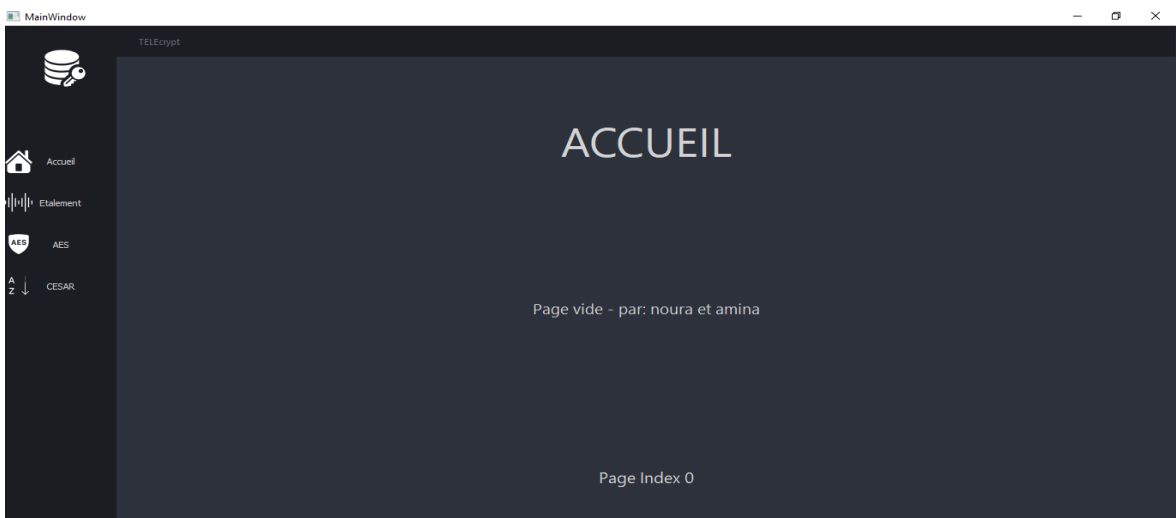 MainWindow
TELEcrypt
Accueil
Etalement
AES
AES
A
Z
CESAR
ACCUEIL
Page vide - par: noura et amina
Page Index 0